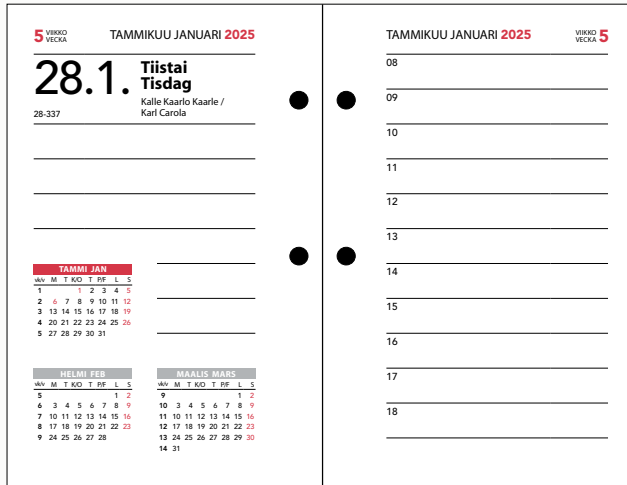 5 VIIKKO VECKA TAMMIKUU JANUARI 2025
28.1. Tiistai
Tisdag
Kalle Kaarlo Kaarle /
Karl Carola
28-337
TAMMI JAN
vk/v M T K/O T P/F L S
1 1 2 3 4 5
2 6 7 8 9 10 11 12
3 13 14 15 16 17 18 19
4 20 21 22 23 24 25 26
5 27 28 29 30 31
HELMI FEB
vk/v M T K/O T P/F L S
5 1 2
6 3 4 5 6 7 8 9
7 10 11 12 13 14 15 16
8 17 18 19 20 21 22 23
9 24 25 26 27 28
MAALIS MARS
vk/v M T K/O T P/F L S
9 1 2
10 3 4 5 6 7 8 9
11 10 11 12 13 14 15 16
12 17 18 19 20 21 22 23
13 24 25 26 27 28 29 30
14 31
TAMMIKUU JANUARI 2025 VIIKKO VECKA 5
08
09
10
11
12
13
14
15
16
17
18